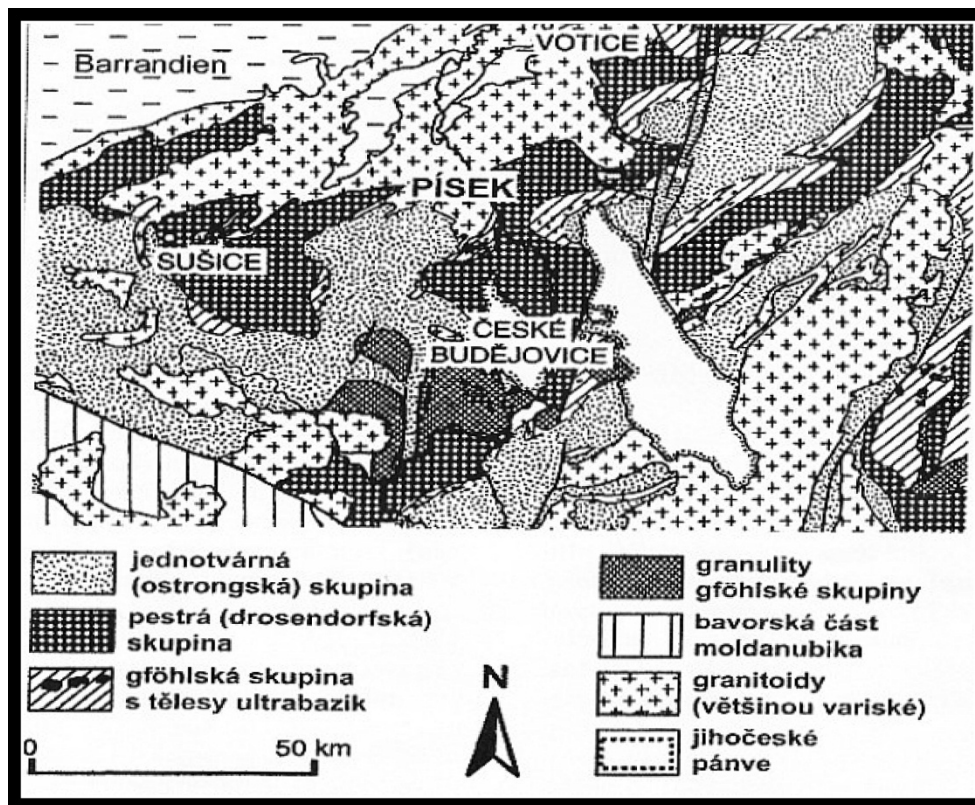 VOTICE
Barrandien
PÍSEK
SUŠICE
ČESKÉ
BUDĚJOVICE
jednotvárná
(ostrongská) skupina
pestrá (drosendorfská)
skupina
gföhlská skupina
s tělesy ultrabazik
0 50 km
N
granulity
gföhlské skupiny
bavorská část
moldanubika
granitoidy
(většinou variské)
jihočeské
pánve